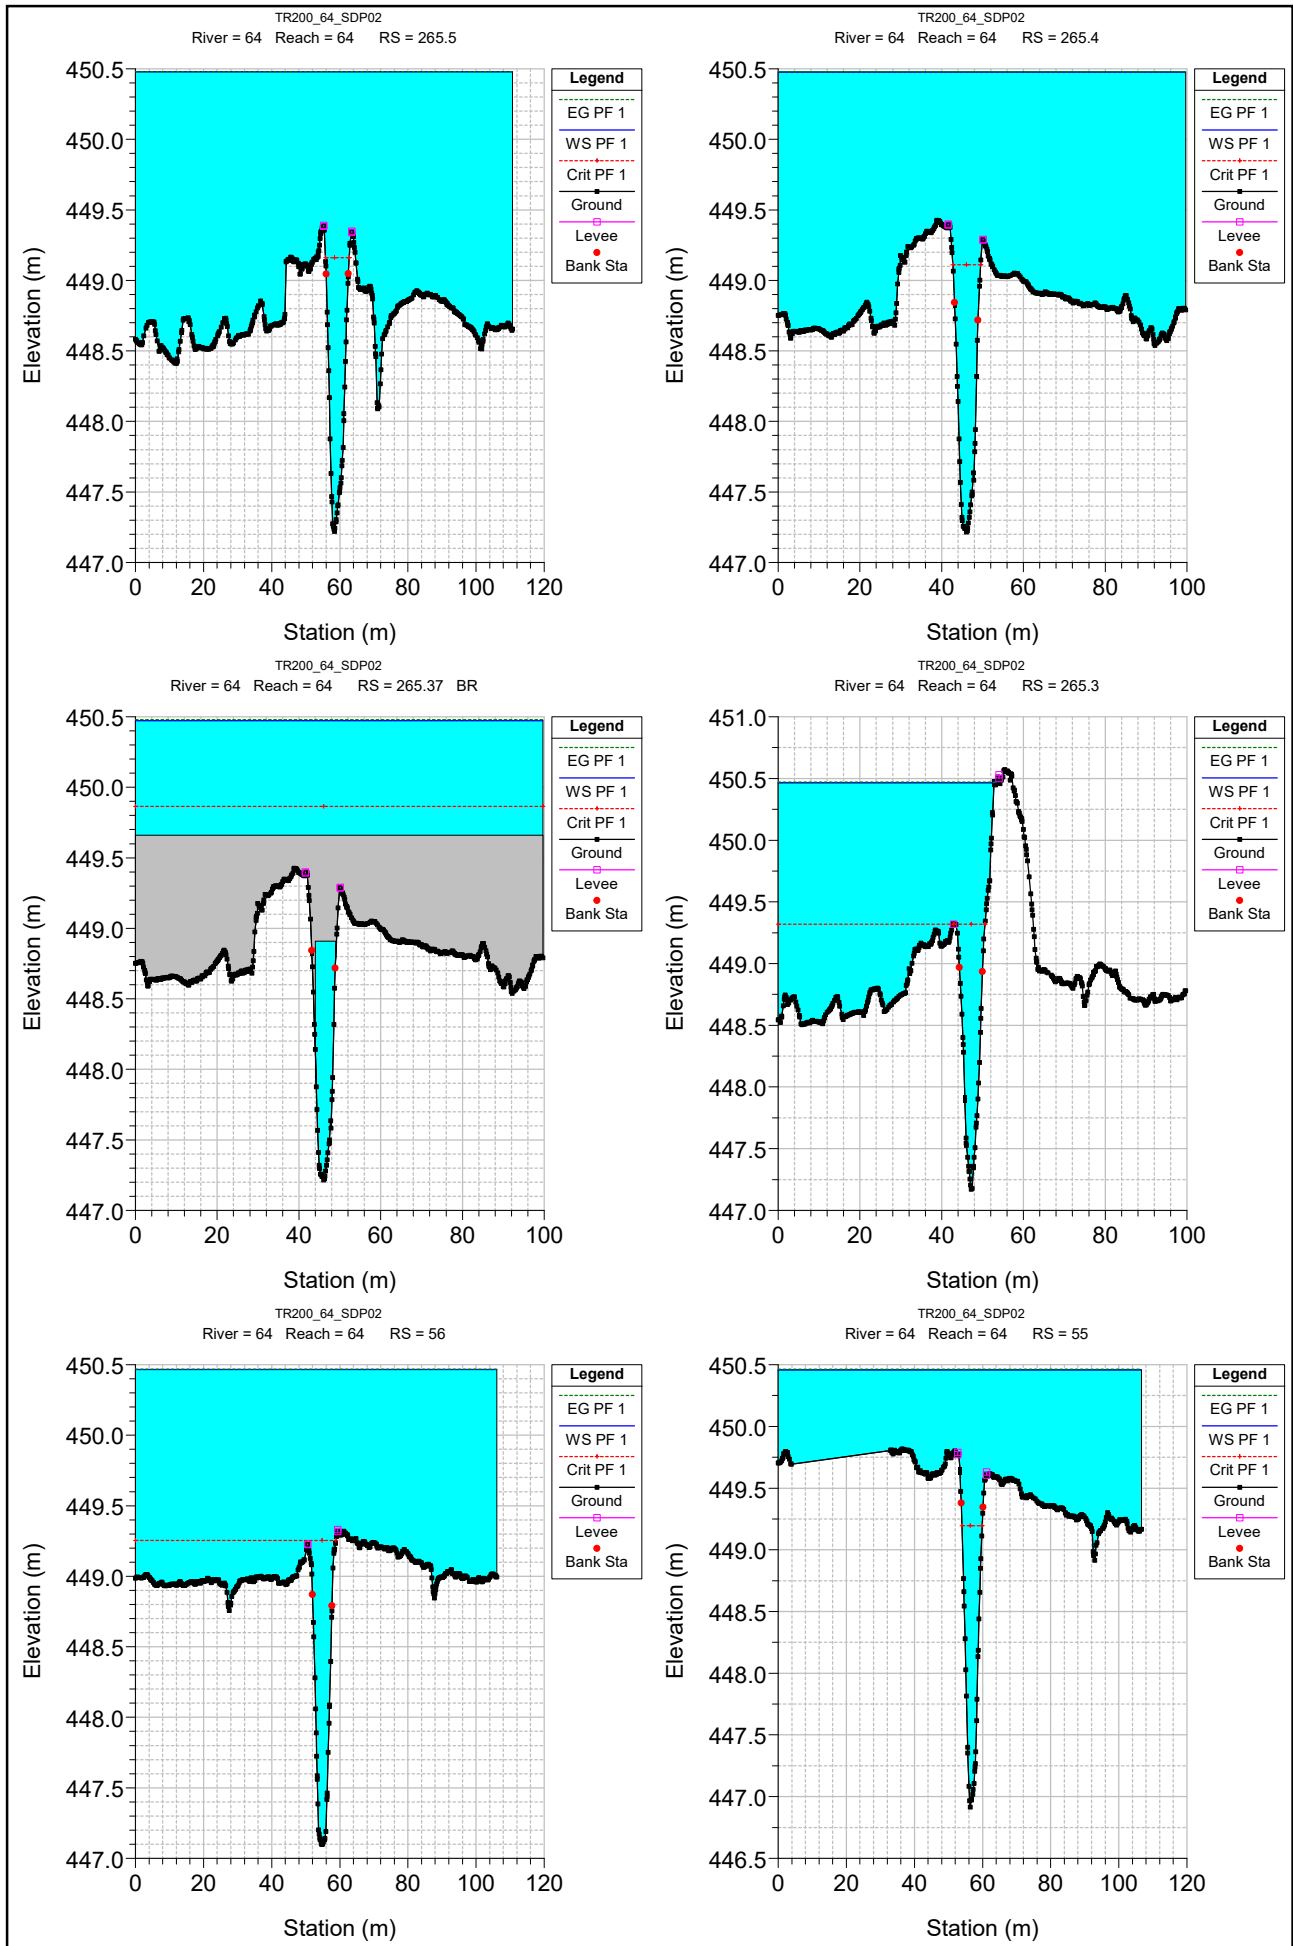 TR200_64_SDP02
River = 64 Reach = 64 RS = 265.5
450.5
450.0
449.5
449.0
448.5
448.0
447.5
447.0
0 20 40 60 80 100 120
Elevation (m)
Station (m)
Legend
EG PF 1
WS PF 1
Crit PF 1
Ground
Levee
Bank Sta
TR200_64_SDP02
River = 64 Reach = 64 RS = 265.4
450.5
450.0
449.5
449.0
448.5
448.0
447.5
447.0
0 20 40 60 80 100
Elevation (m)
Station (m)
Legend
EG PF 1
WS PF 1
Crit PF 1
Ground
Levee
Bank Sta
TR200_64_SDP02
River = 64 Reach = 64 RS = 265.37 BR
450.5
450.0
449.5
449.0
448.5
448.0
447.5
447.0
0 20 40 60 80 100
Elevation (m)
Station (m)
Legend
EG PF 1
WS PF 1
Crit PF 1
Ground
Levee
Bank Sta
TR200_64_SDP02
River = 64 Reach = 64 RS = 265.3
451.0
450.5
450.0
449.5
449.0
448.5
448.0
447.5
447.0
0 20 40 60 80 100
Elevation (m)
Station (m)
Legend
EG PF 1
WS PF 1
Crit PF 1
Ground
Levee
Bank Sta
TR200_64_SDP02
River = 64 Reach = 64 RS = 56
450.5
450.0
449.5
449.0
448.5
448.0
447.5
447.0
0 20 40 60 80 100 120
Elevation (m)
Station (m)
Legend
EG PF 1
WS PF 1
Crit PF 1
Ground
Levee
Bank Sta
TR200_64_SDP02
River = 64 Reach = 64 RS = 55
450.5
450.0
449.5
449.0
448.5
448.0
447.5
447.0
446.5
0 20 40 60 80 100 120
Elevation (m)
Station (m)
Legend
EG PF 1
WS PF 1
Crit PF 1
Ground
Levee
Bank Sta